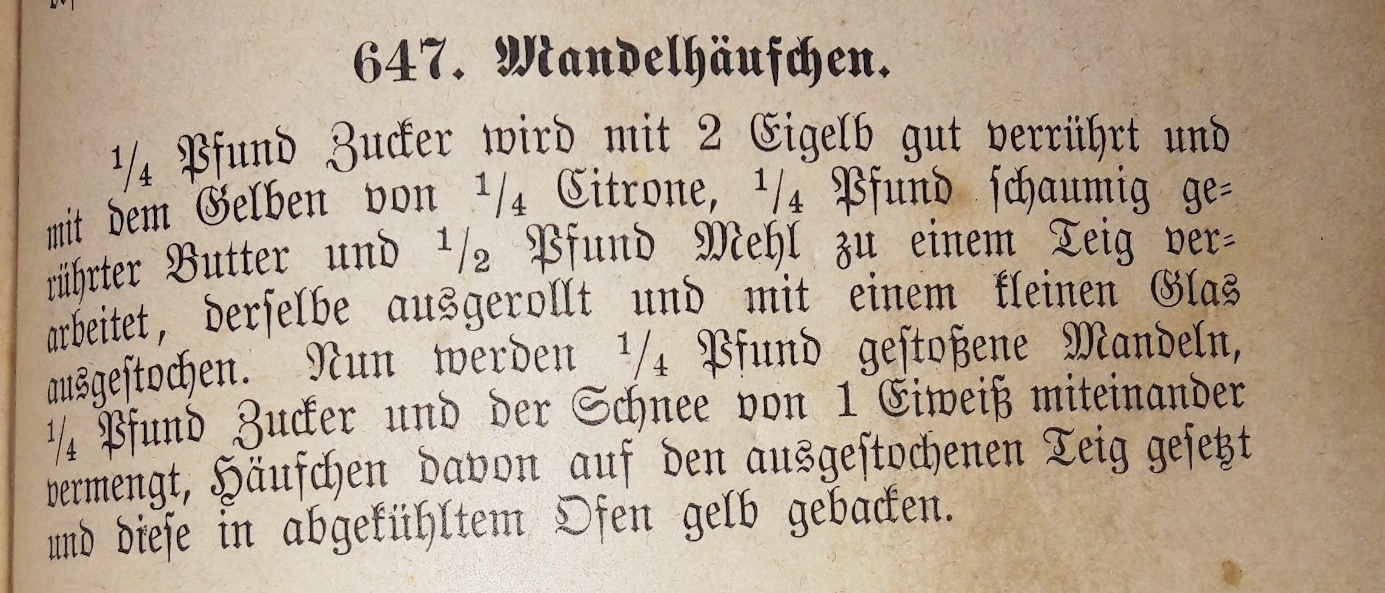 647. Mandelhäufchen.
1/4 Pfund Zucker wird mit 2 Eigelb gut verrührt und
mit dem Gelben von 1/4 Citrone, 1/4 Pfund schaumig ge-
rührter Butter und 1/2 Pfund Mehl zu einem Teig ver-
arbeitet, derselbe ausgerollt und mit einem kleinen Glas
ausgestochen. Nun werden 1/4 Pfund gestoßene Mandeln,
1/4 Pfund Zucker und der Schnee von 1 Eiweiß miteinander
vermengt, Häufchen davon auf den ausgestochenen Teig gesetzt
und diese in abgekühltem Ofen gelb gebacken.